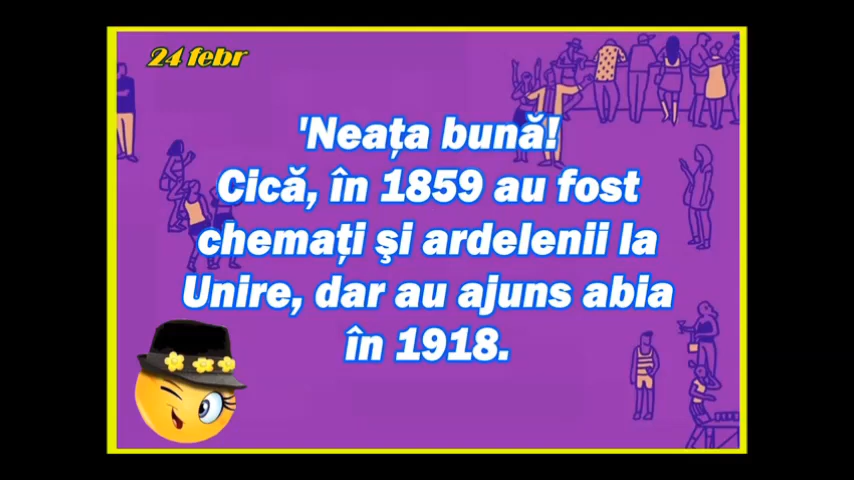 24 febr
'Neața bună!
Cică, în 1859 au fost
chemați şi ardelenii la
Unire, dar au ajuns abia
în 1918.